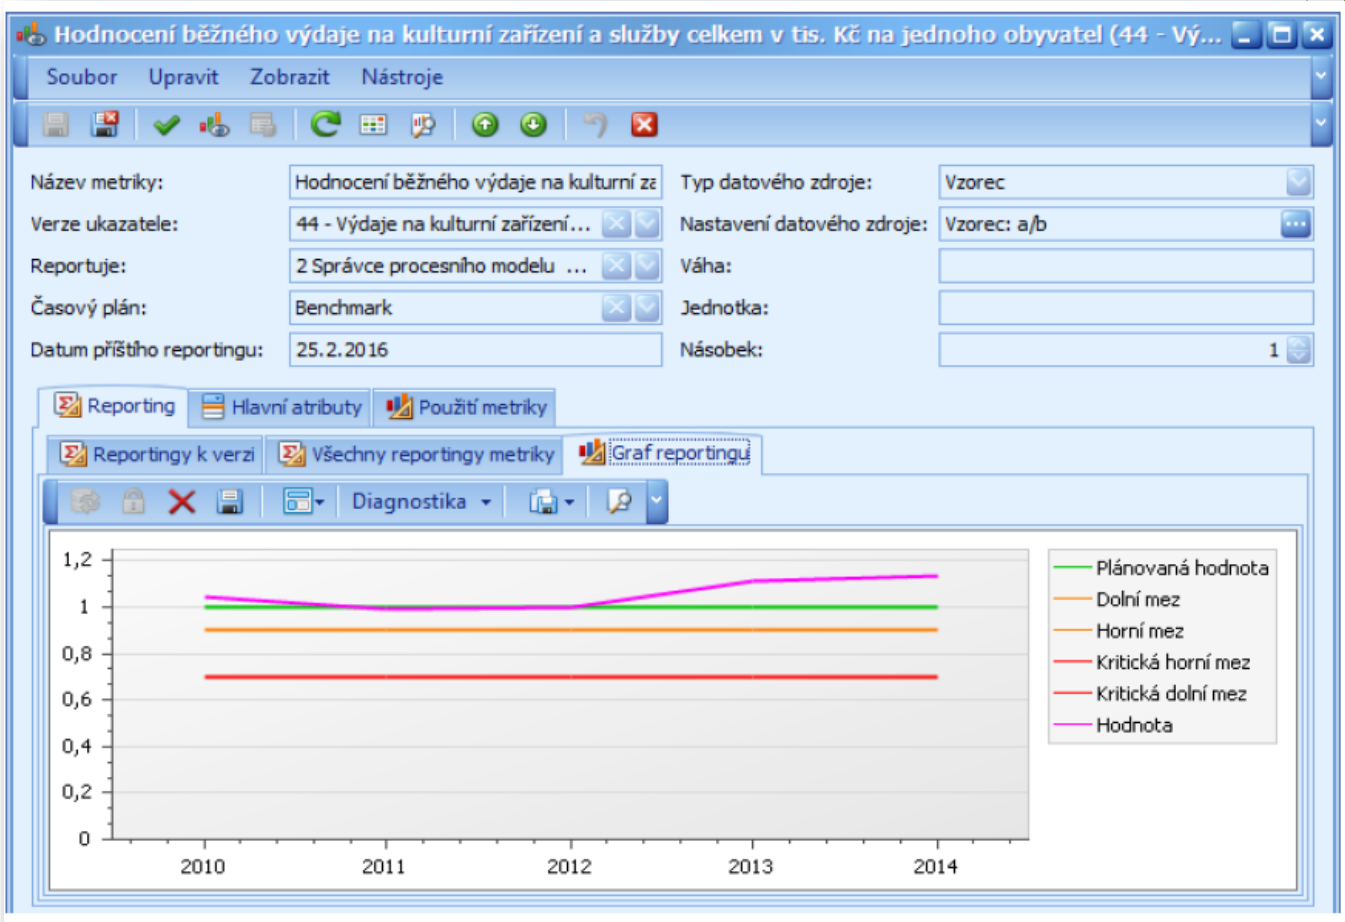 Hodnocení běžného výdaje na kulturní zařízení a služby celkem v tis. Kč na jednoho obyvatel (44 - Vý...
Soubor Upravit Zobrazit Nástroje
Název metriky: Hodnocení běžného výdaje na kulturní za Typ datového zdroje: Vzorec
Verze ukazatele: 44 - Výdaje na kulturní zařízení... Nastavení datového zdroje: Vzorec: a/b ...
Reportuje: 2 Správce procesního modelu ... Váha:
Časový plán: Benchmark Jednotka:
Datum příštího reportingu: 25.2.2016 Násobek: 1
Reporting Hlavní atributy Použití metriky
Reportingy k verzi Všechny reportingy metriky Graf reportingu
Diagnostika
1,2
1
0,8
0,6
0,4
0,2
0
2010 2011 2012 2013 2014
Plánovaná hodnota
Dolní mez
Horní mez
Kritická horní mez
Kritická dolní mez
Hodnota